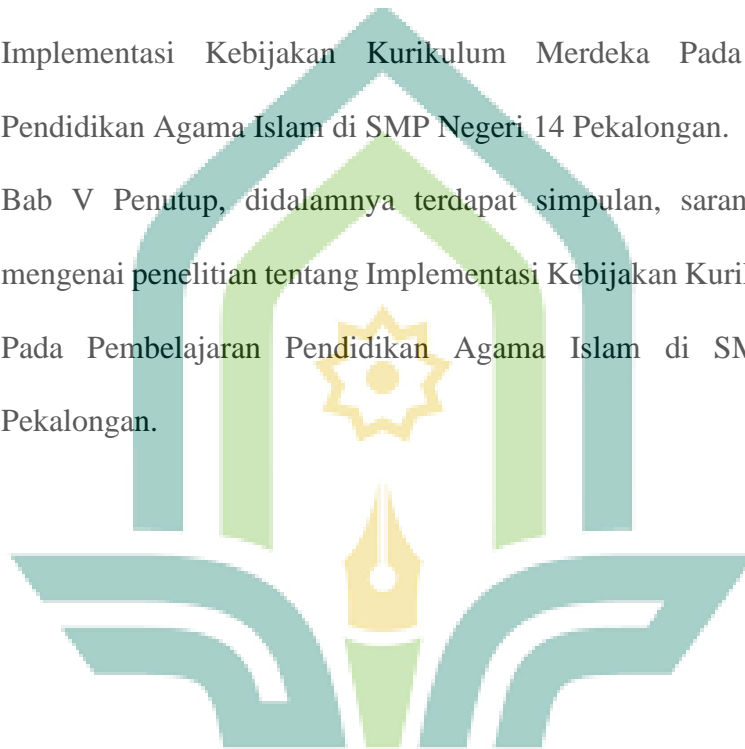 Implementasi Kebijakan Kurikulum Merdeka Pada
Pendidikan Agama Islam di SMP Negeri 14 Pekalongan.
Bab V Penutup, didalamnya terdapat simpulan, saran
mengenai penelitian tentang Implementasi Kebijakan
Pada Pembelajaran Pendidikan Agama Islam di
Pekalongan.